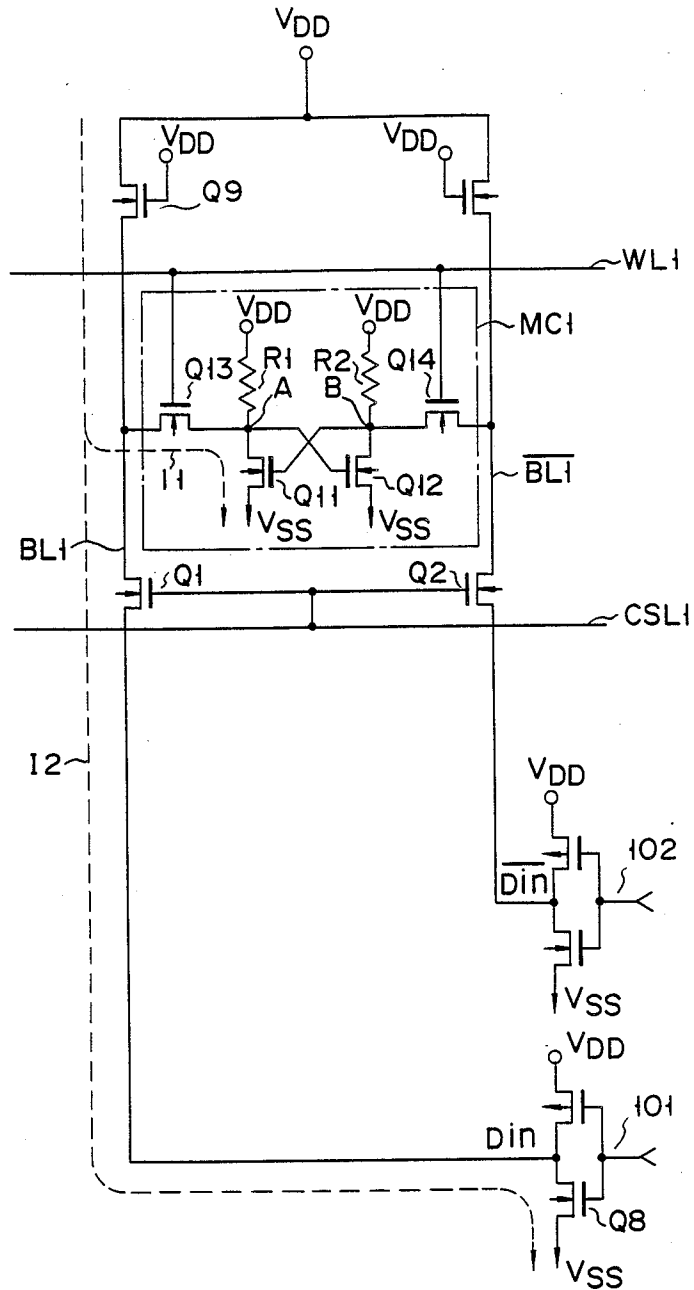 VDD
VDD
VDD
Q9
WL1
MC1
VDD
VDD
Q13
R1
R2
Q14
A
B
I1
Q11
Q12
BL1
VSS
VSS
BL1
Q1
Q2
CSL1
I2
VDD
102
Din
VSS
VDD
101
Din
Q8
VSS